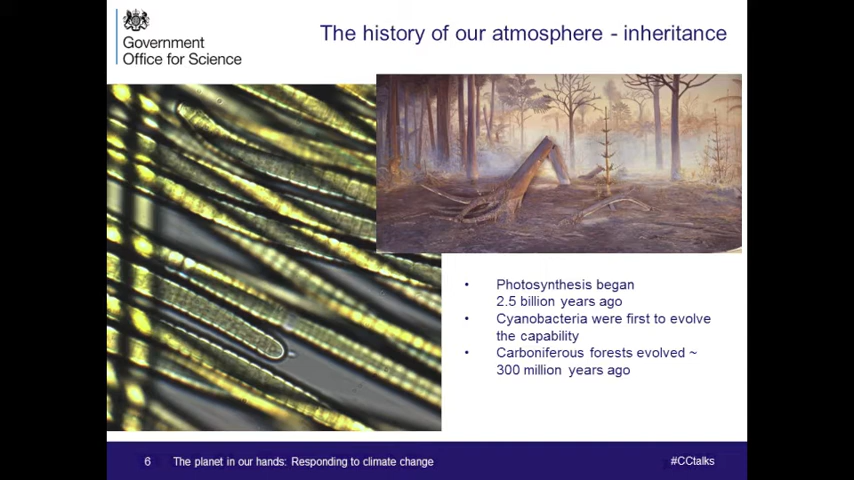 The history of our atmosphere - inheritance
Government
Office for Science
• Photosynthesis began
2.5 billion years ago
• Cyanobacteria were first to evolve
the capability
• Carboniferous forests evolved ~
300 million years ago
6 The planet in our hands: Responding to climate change #CCtalks